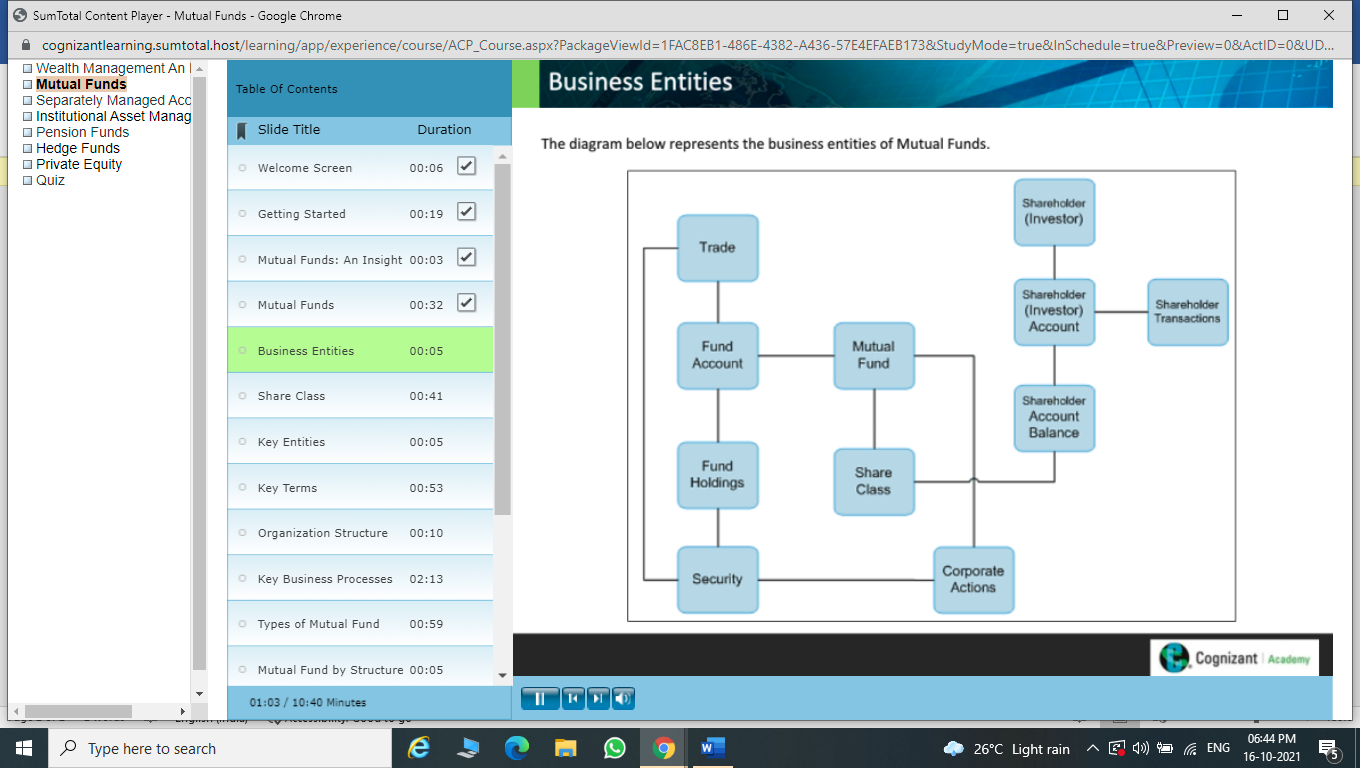 SumTotal Content Player - Mutual Funds - Google Chrome
cognizantlearning.sumtotal.host/learning/app/experience/course/ACP_Course.aspx?PackageViewId=1FAC8EB1-486E-4382-A436-57E4EFAEB173&StudyMode=true&InSchedule=true&Preview=0&ActID=0&UD...
Wealth Management An I
Mutual Funds
Separately Managed Acc
Institutional Asset Manag
Pension Funds
Hedge Funds
Private Equity
Quiz
Table Of Contents
Slide Title Duration
Welcome Screen 00:06
Getting Started 00:19
Mutual Funds: An Insight 00:03
Mutual Funds 00:32
Business Entities 00:05
Share Class 00:41
Key Entities 00:05
Key Terms 00:53
Organization Structure 00:10
Key Business Processes 02:13
Types of Mutual Fund 00:59
Mutual Fund by Structure 00:05
01:03 / 10:40 Minutes
Business Entities
The diagram below represents the business entities of Mutual Funds.
Shareholder
(Investor)
Trade
Shareholder
(Investor)
Account
Shareholder
Transactions
Fund
Account
Mutual
Fund
Shareholder
Account
Balance
Fund
Holdings
Share
Class
Security
Corporate
Actions
Cognizant Academy
Type here to search
26°C Light rain
ENG
06:44 PM
16-10-2021
5